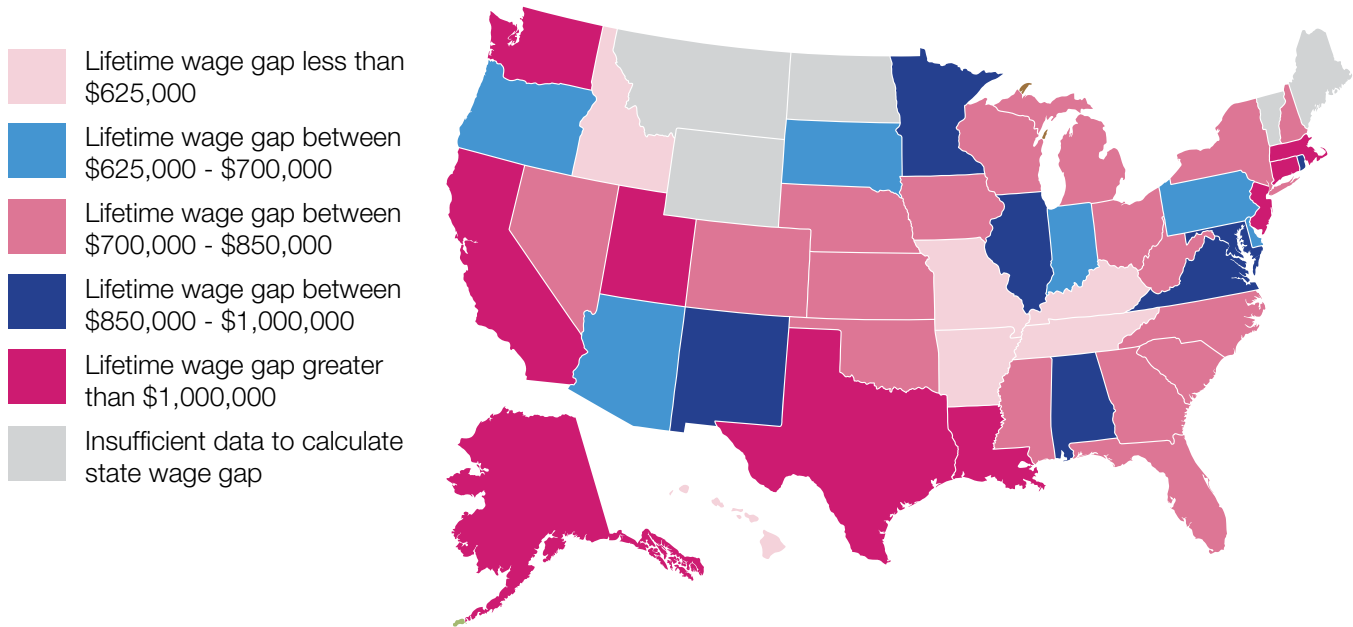 Lifetime wage gap less than
$625,000
Lifetime wage gap between
$625,000 - $700,000
Lifetime wage gap between
$700,000 - $850,000
Lifetime wage gap between
$850,000 - $1,000,000
Lifetime wage gap greater
than $1,000,000
Insufficient data to calculate
state wage gap